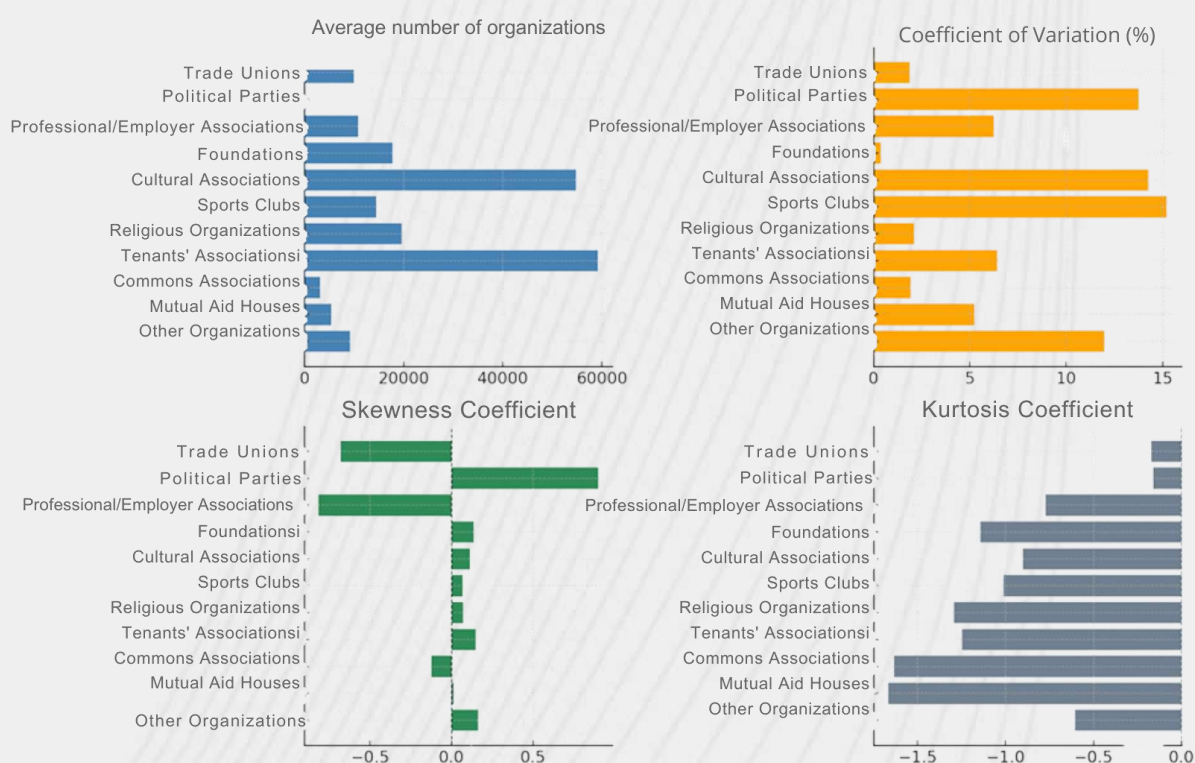 Average number of organizations
Trade Unions
Political Parties
Professional/Employer Associations
Foundations
Cultural Associations
Sports Clubs
Religious Organizations
Tenants' Associationsi
Commons Associations
Mutual Aid Houses
Other Organizations
0 20000 40000 60000
Coefficient of Variation (%)
Trade Unions
Political Parties
Professional/Employer Associations
Foundations
Cultural Associations
Sports Clubs
Religious Organizations
Tenants' Associationsi
Commons Associations
Mutual Aid Houses
Other Organizations
0 5 10 15
Skewness Coefficient
Trade Unions
Political Parties
Professional/Employer Associations
Foundationsi
Cultural Associations
Sports Clubs
Religious Organizations
Tenants' Associationsi
Commons Associations
Mutual Aid Houses
Other Organizations
−0.5 0.0 0.5
Kurtosis Coefficient
Trade Unions
Political Parties
Professional/Employer Associations
Foundations
Cultural Associations
Sports Clubs
Religious Organizations
Tenants' Associationsi
Commons Associations
Mutual Aid Houses
Other Organizations
−1.5 −1.0 −0.5 0.0